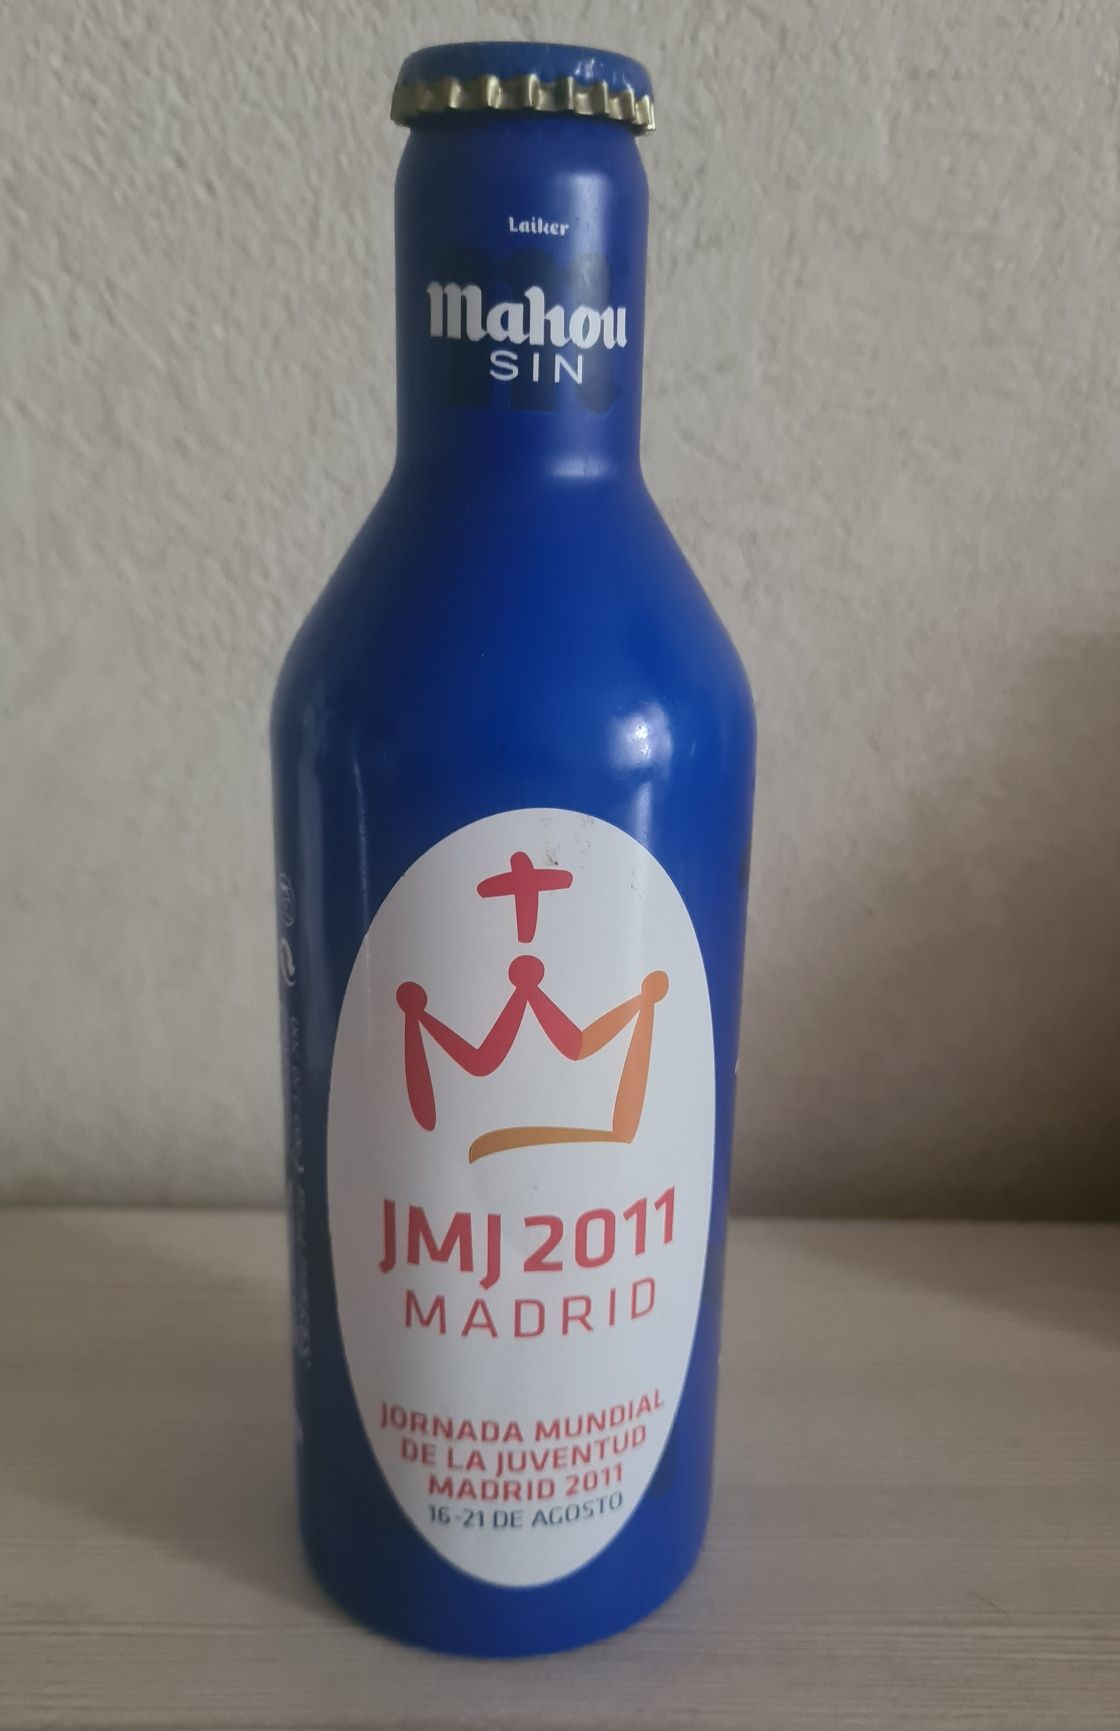 Laiker
Mahou
SIN
JMJ 2011
MADRID
JORNADA MUNDIAL
DE LA JUVENTUD
MADRID 2011
16-21 DE AGOSTO